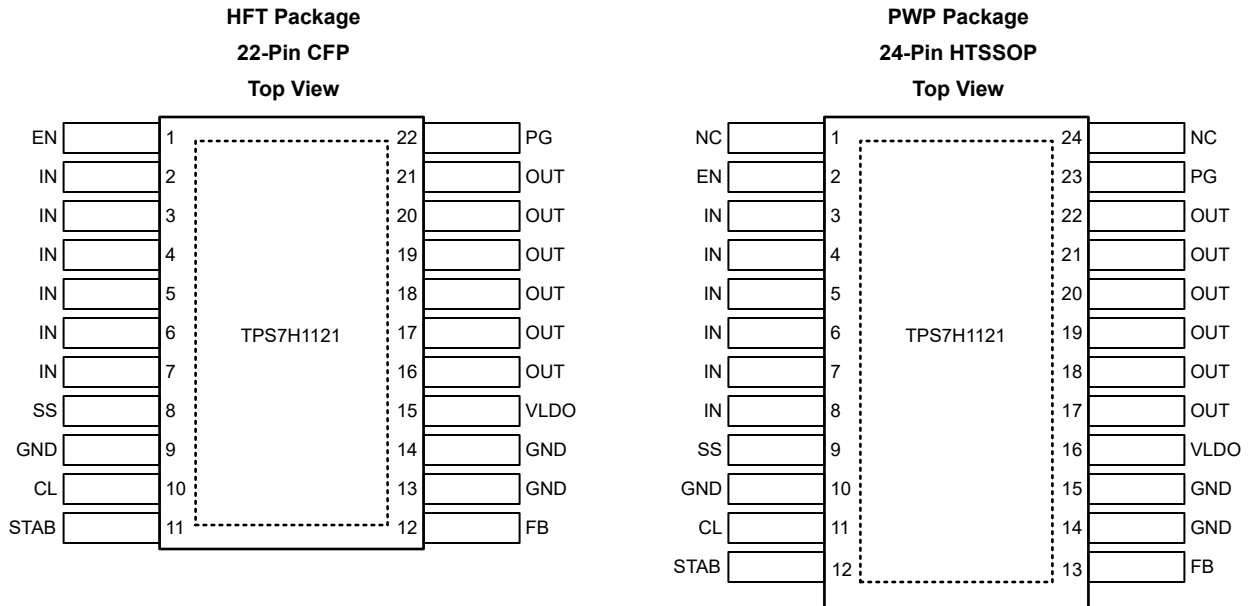 HFT Package
22-Pin CFP
Top View
EN 1 22 PG
IN 2 21 OUT
IN 3 20 OUT
IN 4 19 OUT
IN 5 18 OUT
IN 6 TPS7H1121 17 OUT
IN 7 16 OUT
SS 8 15 VLDO
GND 9 14 GND
CL 10 13 GND
STAB 11 12 FB
PWP Package
24-Pin HTSSOP
Top View
NC 1 24 NC
EN 2 23 PG
IN 3 22 OUT
IN 4 21 OUT
IN 5 20 OUT
IN 6 TPS7H1121 19 OUT
IN 7 18 OUT
IN 8 17 OUT
SS 9 16 VLDO
GND 10 15 GND
CL 11 14 GND
STAB 12 13 FB